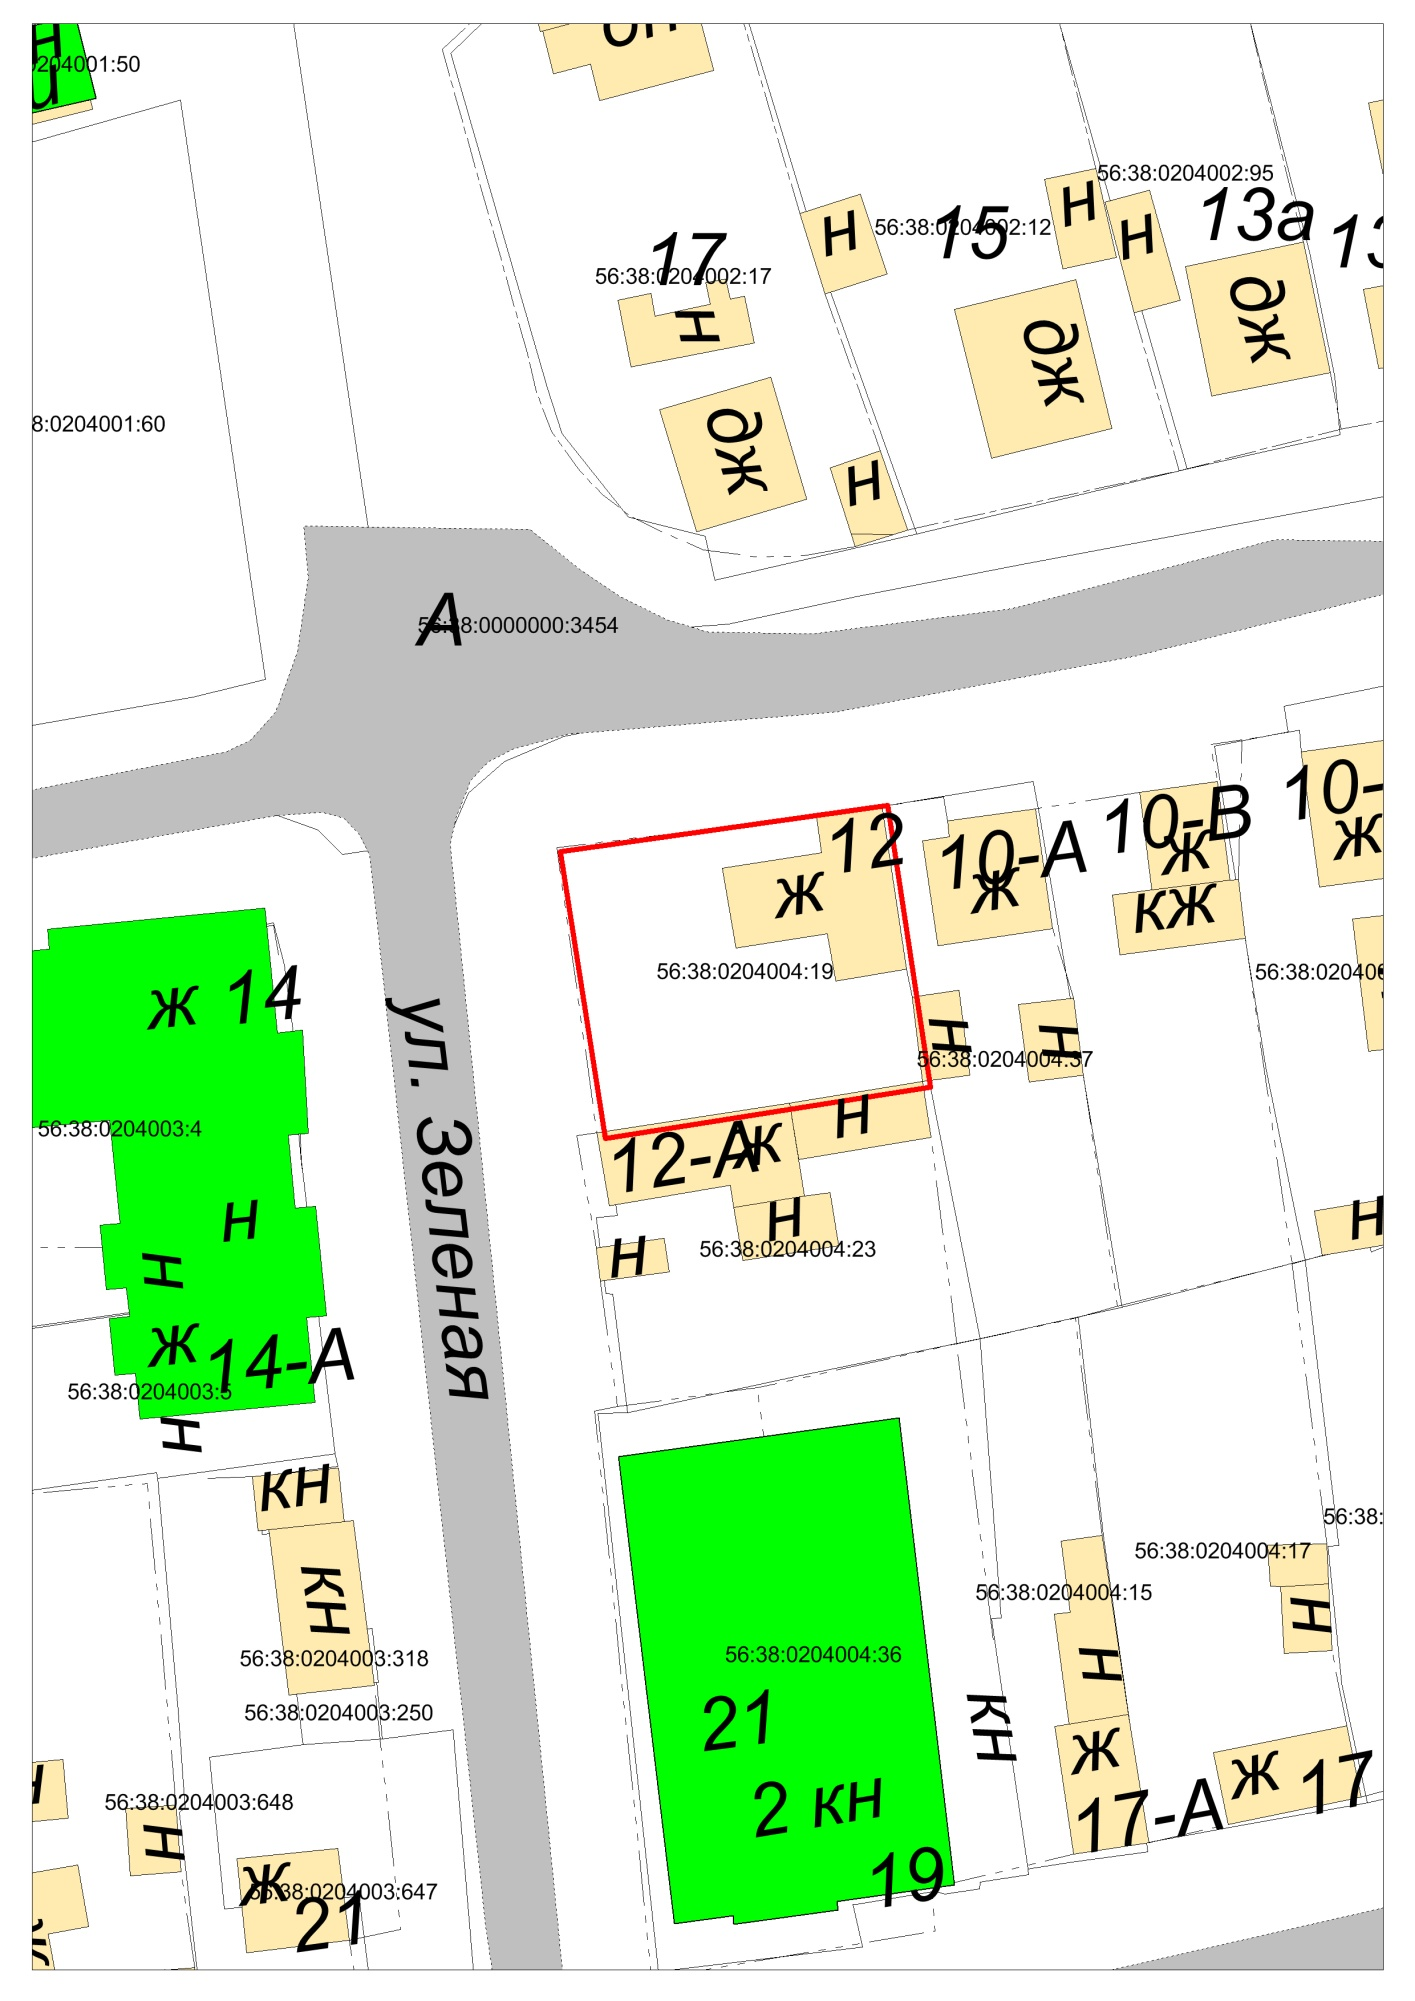 н
и
204001:50
56:38:0204002:95
н
н
н
15
56:38:0204002:12
13а
13
17
56:38:0204002:17
н
дж
дж
дж
н
8:0204001:60
А
56:38:0000000:3454
12
ж
10-А
ж
10-В
ж
кж
10-
ж
56:38:0204004:19
ж 14
н
56:38:0204004:37
н
56:38:0204003:4
ул. Зеленая
12-А
ж
н
н
н
56:38:0204004:23
н
н
н
ж
14-А
56:38:0204003:5
н
кн
кн
56:38:0204003:318
56:38:0204003:250
56:38:
56:38:0204004:17
56:38:0204004:15
н
н
56:38:0204004:36
21
2 кн
19
кн
ж
17-А
ж 17
н
56:38:0204003:648
н
ж
56:38:0204003:647
21
ж